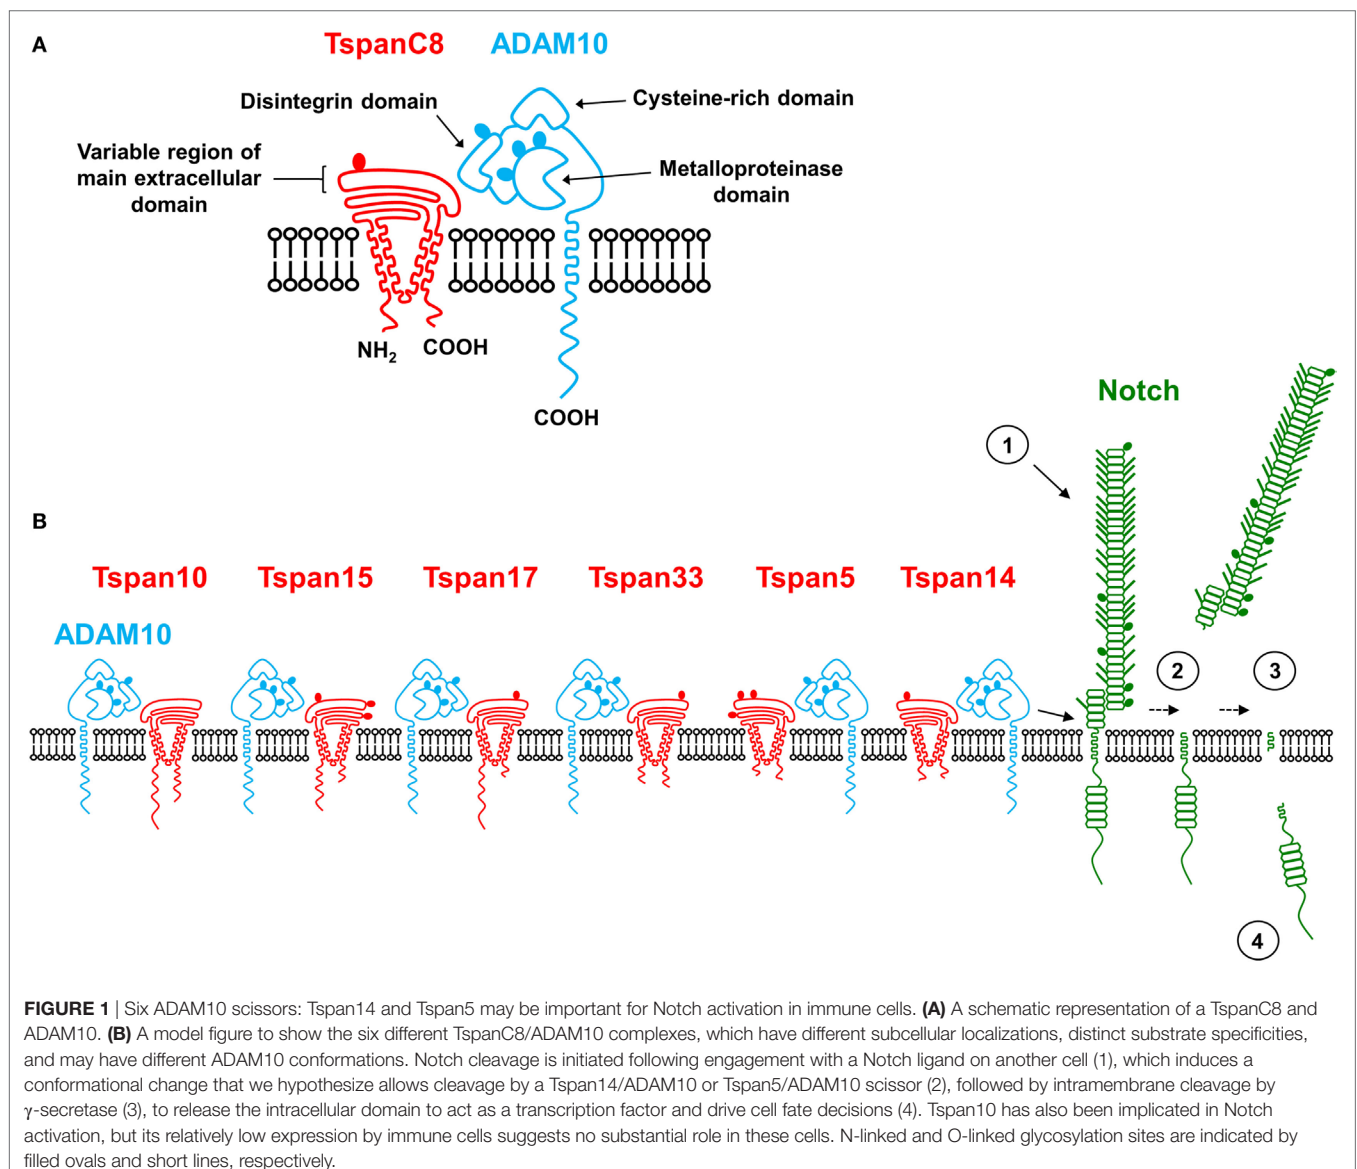 A
TspanC8 ADAM10
Disintegrin domain
Cysteine-rich domain
Variable region of
main extracellular
domain
Metalloproteinase
domain
NH2 COOH
COOH
Notch
1
B
Tspan10 Tspan15 Tspan17 Tspan33 Tspan5 Tspan14
ADAM10
2
3
4
FIGURE 1 | Six ADAM10 scissors: Tspan14 and Tspan5 may be important for Notch activation in immune cells. (A) A schematic representation of a TspanC8 and
ADAM10. (B) A model figure to show the six different TspanC8/ADAM10 complexes, which have different subcellular localizations, distinct substrate specificities,
and may have different ADAM10 conformations. Notch cleavage is initiated following engagement with a Notch ligand on another cell (1), which induces a
conformational change that we hypothesize allows cleavage by a Tspan14/ADAM10 or Tspan5/ADAM10 scissor (2), followed by intramembrane cleavage by
γ-secretase (3), to release the intracellular domain to act as a transcription factor and drive cell fate decisions (4). Tspan10 has also been implicated in Notch
activation, but its relatively low expression by immune cells suggests no substantial role in these cells. N-linked and O-linked glycosylation sites are indicated by
filled ovals and short lines, respectively.